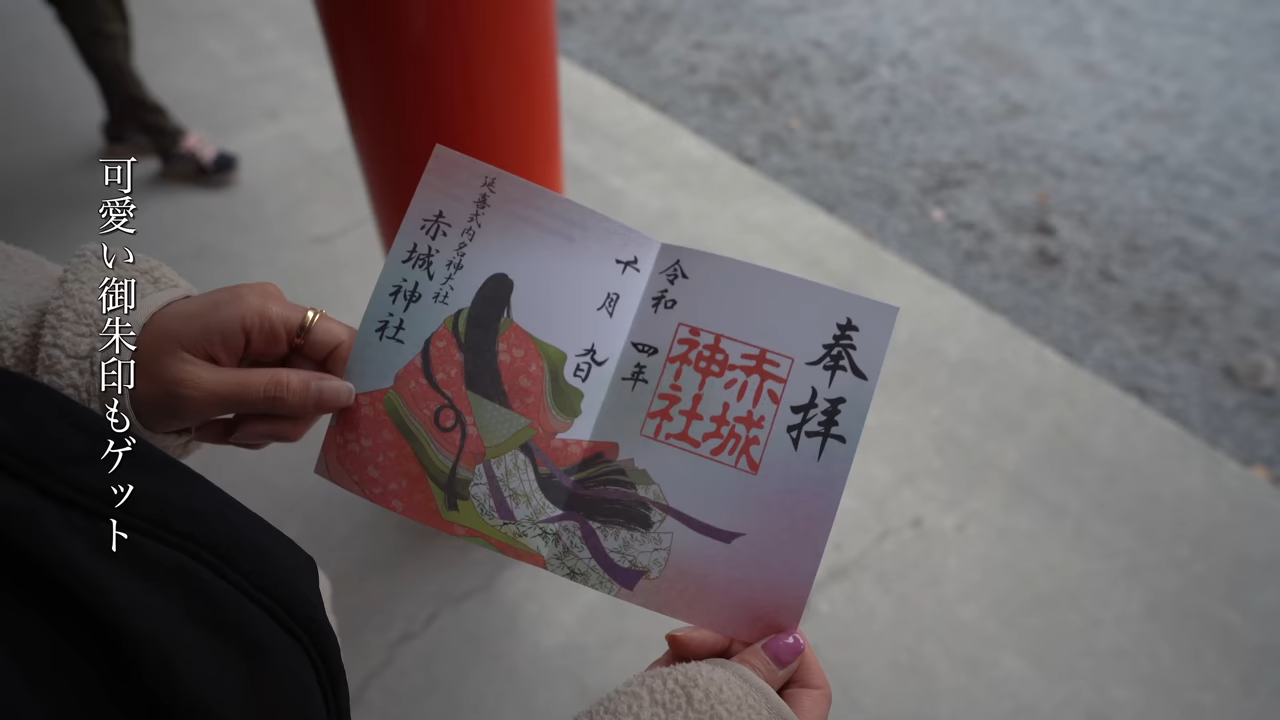 可愛い御朱印もゲット
奉拝
赤城
神社
令和四年
十月九日
延喜式内名神大社
赤城神社